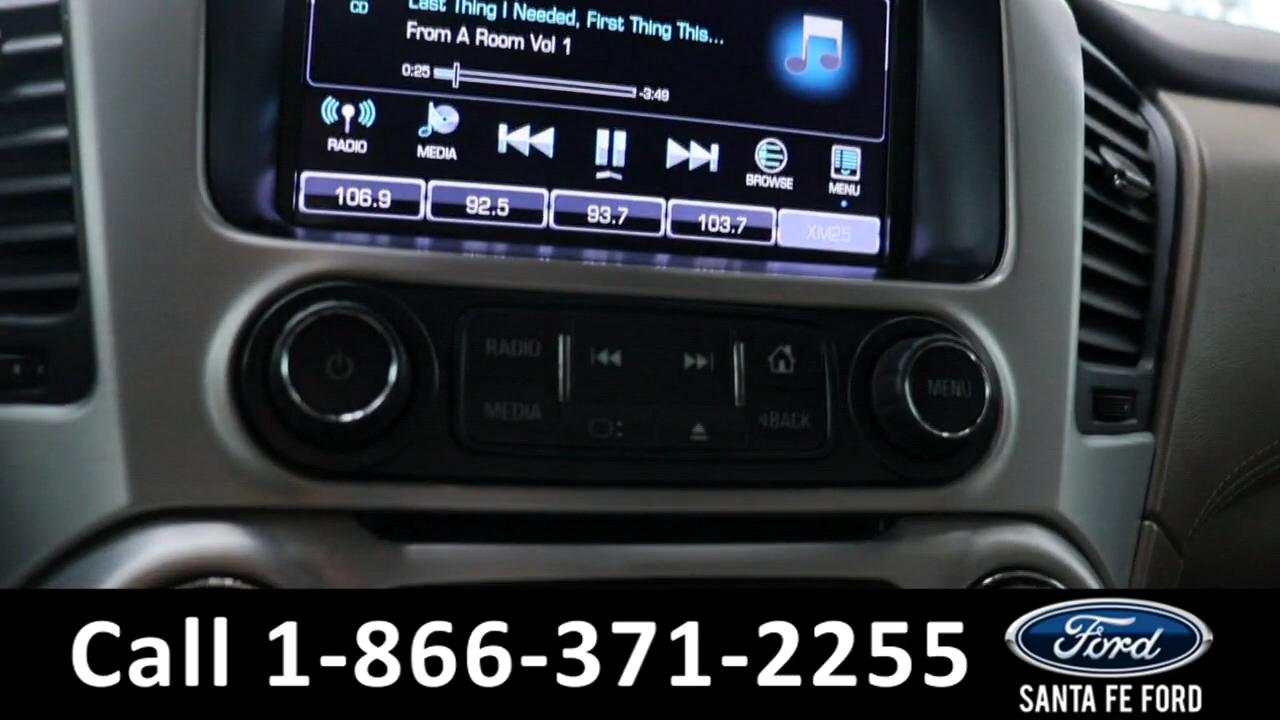 CD
Last Thing I Needed, First Thing This...
From A Room Vol 1
0:25
-3:49
RADIO
MEDIA
BROWSE
MENU
106.9
92.5
93.7
103.7
XM25
RADIO
MEDIA
BACK
MENU
Call 1-866-371-2255
Ford
SANTA FE FORD